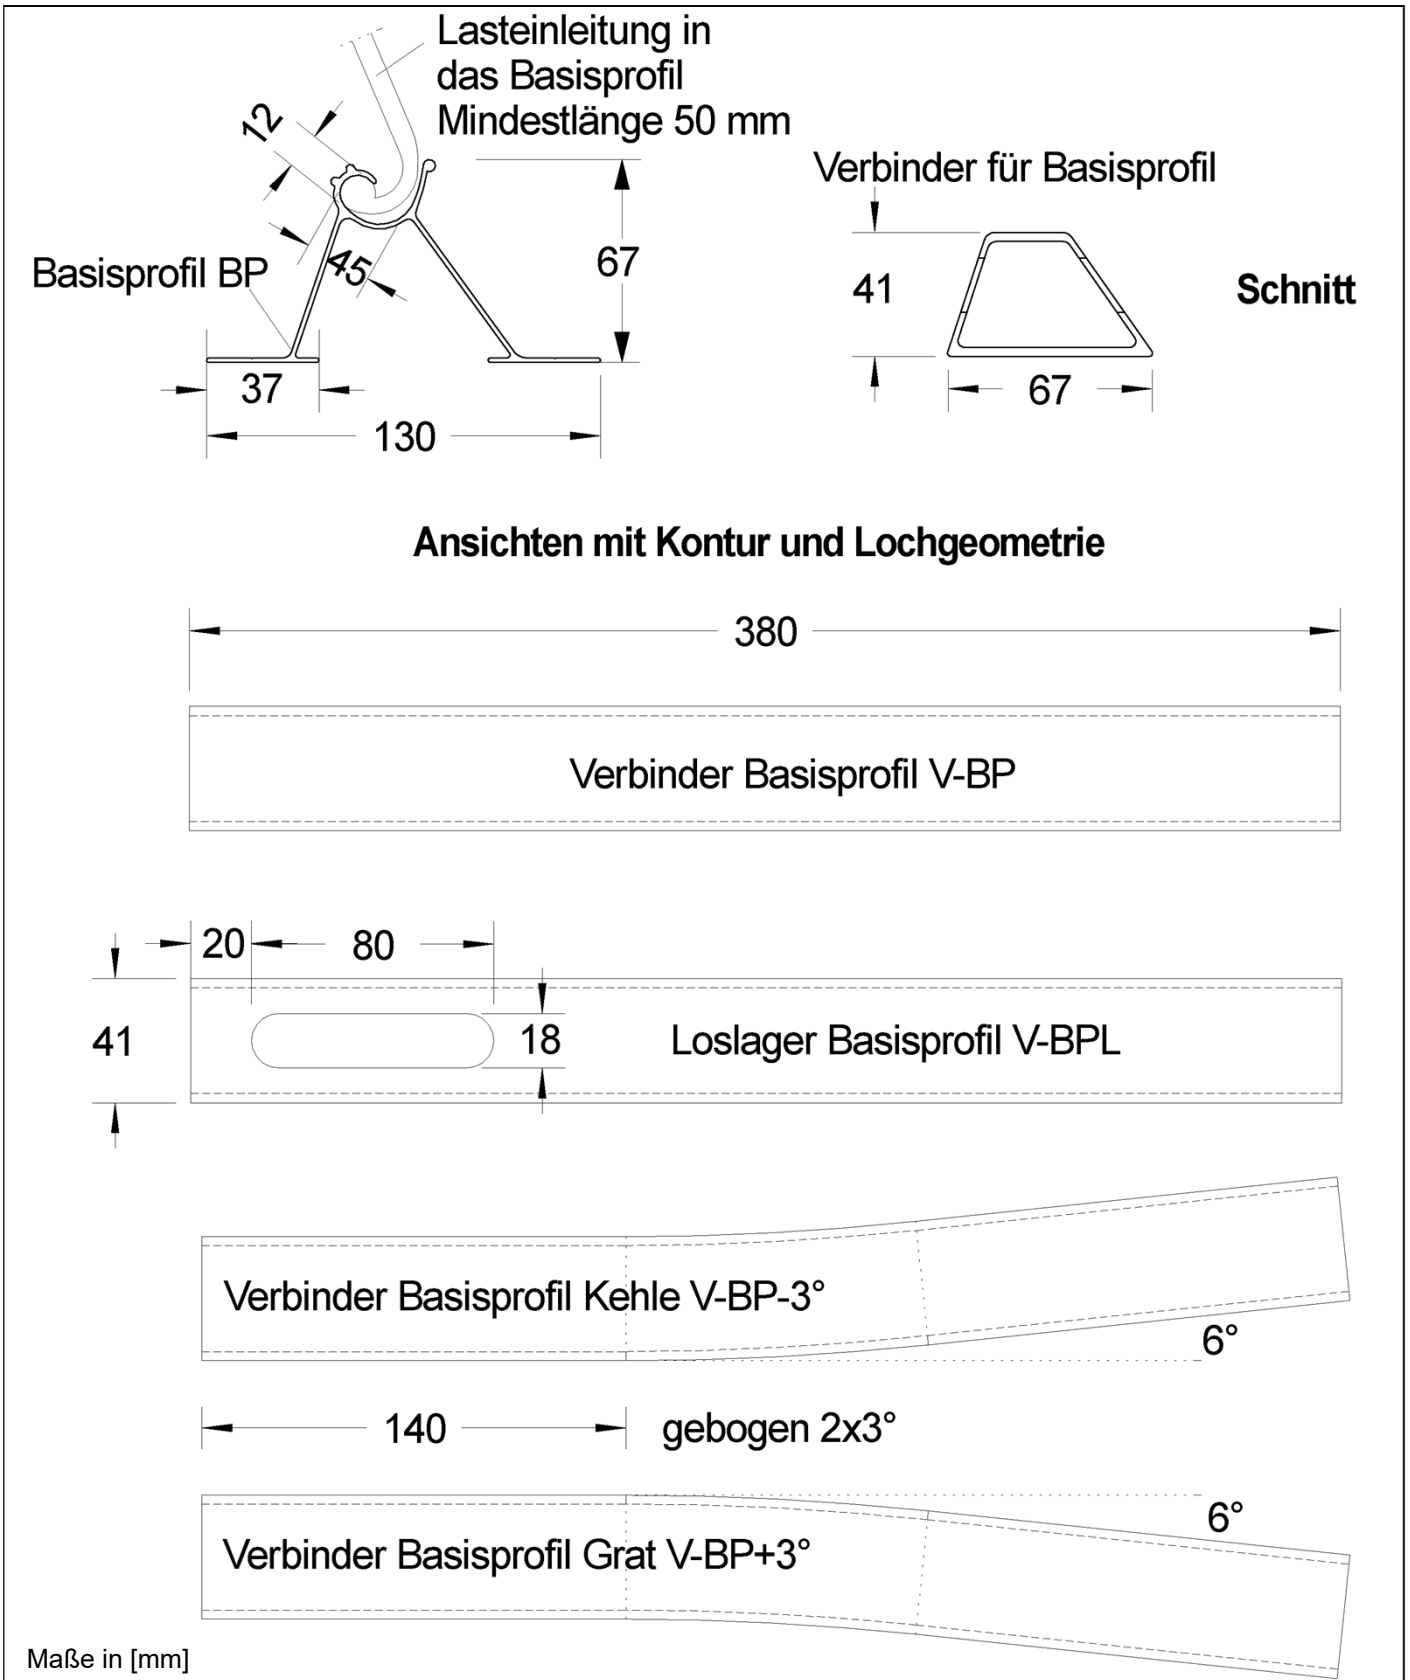 Lasteinleitung in
das Basisprofil
Mindestlänge 50 mm
12
Verbinder für Basisprofil
Basisprofil BP
45
67
41
Schnitt
37
67
130
Ansichten mit Kontur und Lochgeometrie
380
Verbinder Basisprofil V-BP
20
80
41
18
Loslager Basisprofil V-BPL
Verbinder Basisprofil Kehle V-BP-3°
6°
140
gebogen 2x3°
6°
Verbinder Basisprofil Grat V-BP+3°
Maße in [mm]